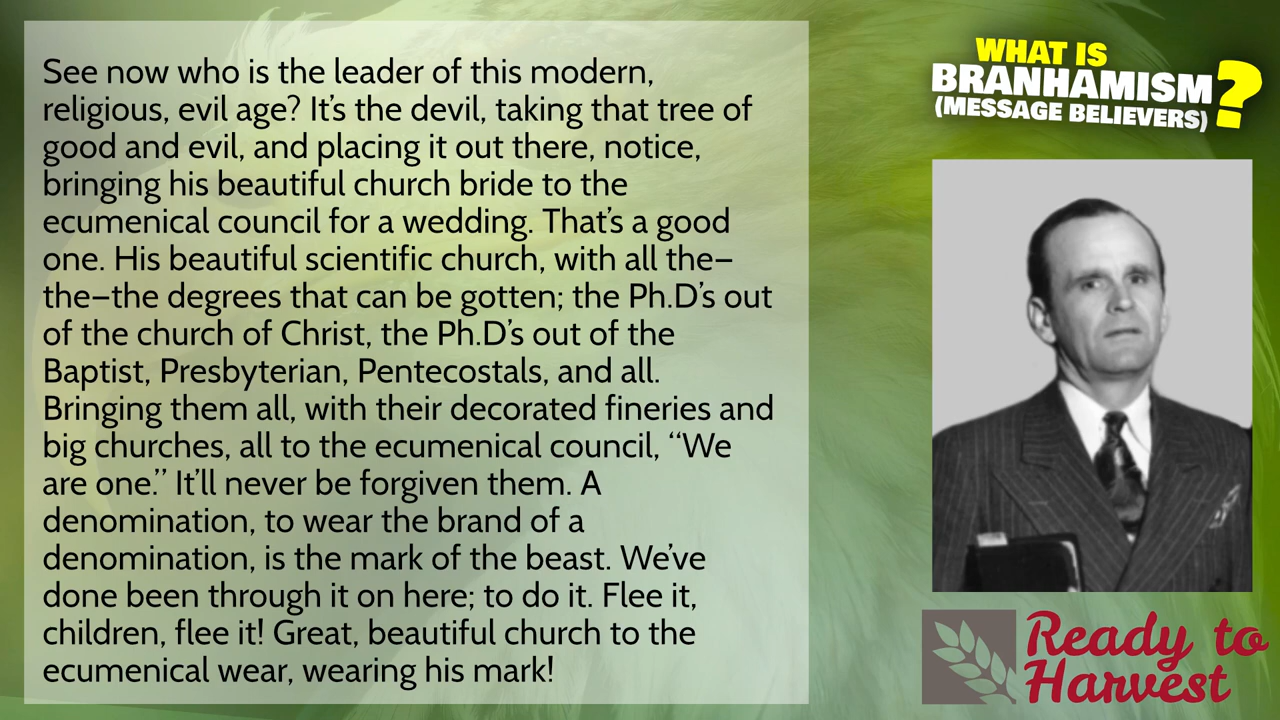 See now who is the leader of this modern,
religious, evil age? It’s the devil, taking that tree of
good and evil, and placing it out there, notice,
bringing his beautiful church bride to the
ecumenical council for a wedding. That’s a good
one. His beautiful scientific church, with all the–
the–the degrees that can be gotten; the Ph.D’s out
of the church of Christ, the Ph.D’s out of the
Baptist, Presbyterian, Pentecostals, and all.
Bringing them all, with their decorated fineries and
big churches, all to the ecumenical council, “We
are one.” It’ll never be forgiven them. A
denomination, to wear the brand of a
denomination, is the mark of the beast. We’ve
done been through it on here; to do it. Flee it,
children, flee it! Great, beautiful church to the
ecumenical wear, wearing his mark!
WHAT IS
BRANHAMISM?
(MESSAGE BELIEVERS)
Ready to
Harvest